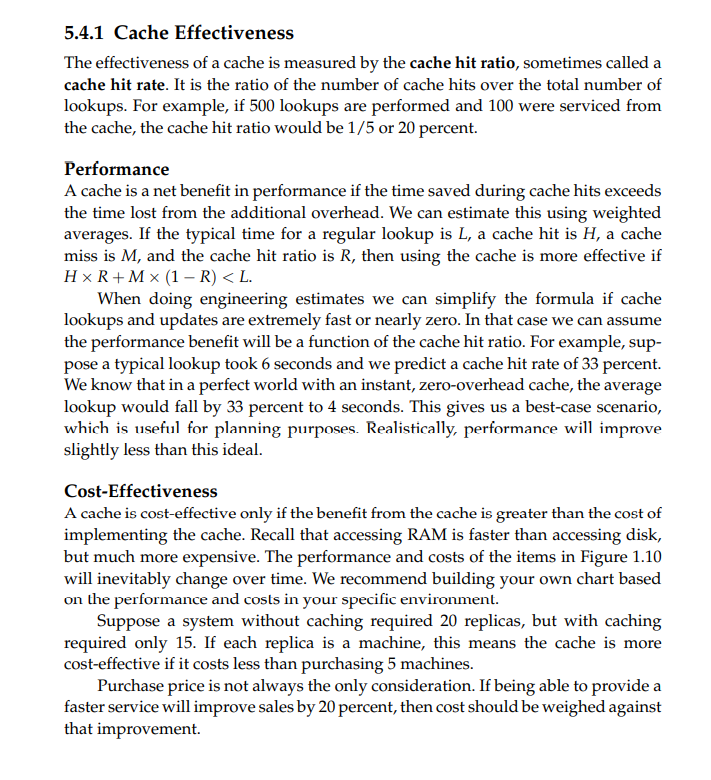 5.4.1 Cache Effectiveness
The effectiveness of a cache is measured by the cache hit ratio, sometimes called a
cache hit rate. It is the ratio of the number of cache hits over the total number of
lookups. For example, if 500 lookups are performed and 100 were serviced from
the cache, the cache hit ratio would be 1/5 or 20 percent.
Performance
A cache is a net benefit in performance if the time saved during cache hits exceeds
the time lost from the additional overhead. We can estimate this using weighted
averages. If the typical time for a regular lookup is L, a cache hit is H, a cache
miss is M, and the cache hit ratio is R, then using the cache is more effective if
H × R + M × (1 − R) < L.
When doing engineering estimates we can simplify the formula if cache
lookups and updates are extremely fast or nearly zero. In that case we can assume
the performance benefit will be a function of the cache hit ratio. For example, sup-
pose a typical lookup took 6 seconds and we predict a cache hit rate of 33 percent.
We know that in a perfect world with an instant, zero-overhead cache, the average
lookup would fall by 33 percent to 4 seconds. This gives us a best-case scenario,
which is useful for planning purposes. Realistically, performance will improve
slightly less than this ideal.
Cost-Effectiveness
A cache is cost-effective only if the benefit from the cache is greater than the cost of
implementing the cache. Recall that accessing RAM is faster than accessing disk,
but much more expensive. The performance and costs of the items in Figure 1.10
will inevitably change over time. We recommend building your own chart based
on the performance and costs in your specific environment.
Suppose a system without caching required 20 replicas, but with caching
required only 15. If each replica is a machine, this means the cache is more
cost-effective if it costs less than purchasing 5 machines.
Purchase price is not always the only consideration. If being able to provide a
faster service will improve sales by 20 percent, then cost should be weighed against
that improvement.